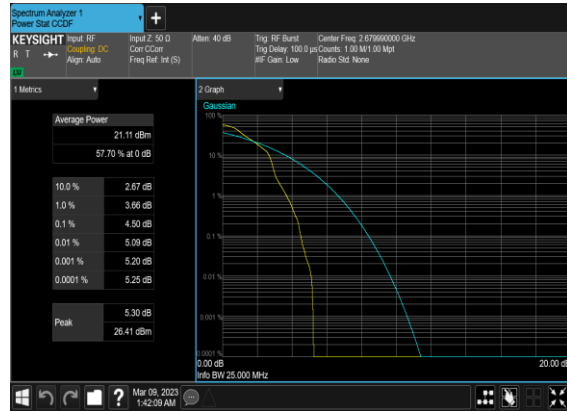 Spectrum Analyzer 1
Power Stat CCDF
+
KEYSIGHT
R T
LXI
Input: RF
Coupling: DC
Align: Auto
Input Z: 50 Ω
Corr CCorr
Freq Ref: Int (S)
Atten: 40 dB
Trig: RF Burst
Trig Delay: 100.0 µs
#IF Gain: Low
Center Freq: 2.679990000 GHz
Counts: 1.00 M/1.00 Mpt
Radio Std: None
1 Metrics
Average Power
21.11 dBm
57.70 % at 0 dB
10.0 % 2.67 dB
1.0 % 3.66 dB
0.1 % 4.50 dB
0.01 % 5.09 dB
0.001 % 5.20 dB
0.0001 % 5.25 dB
Peak
5.30 dB
26.41 dBm
2 Graph
Gaussian
100 %
10 %
1 %
0.1 %
0.01 %
0.001 %
0.0001 %
0.00 dB
20.00 dB
Info BW 25.000 MHz
?
Mar 09, 2023
1:42:09 AM